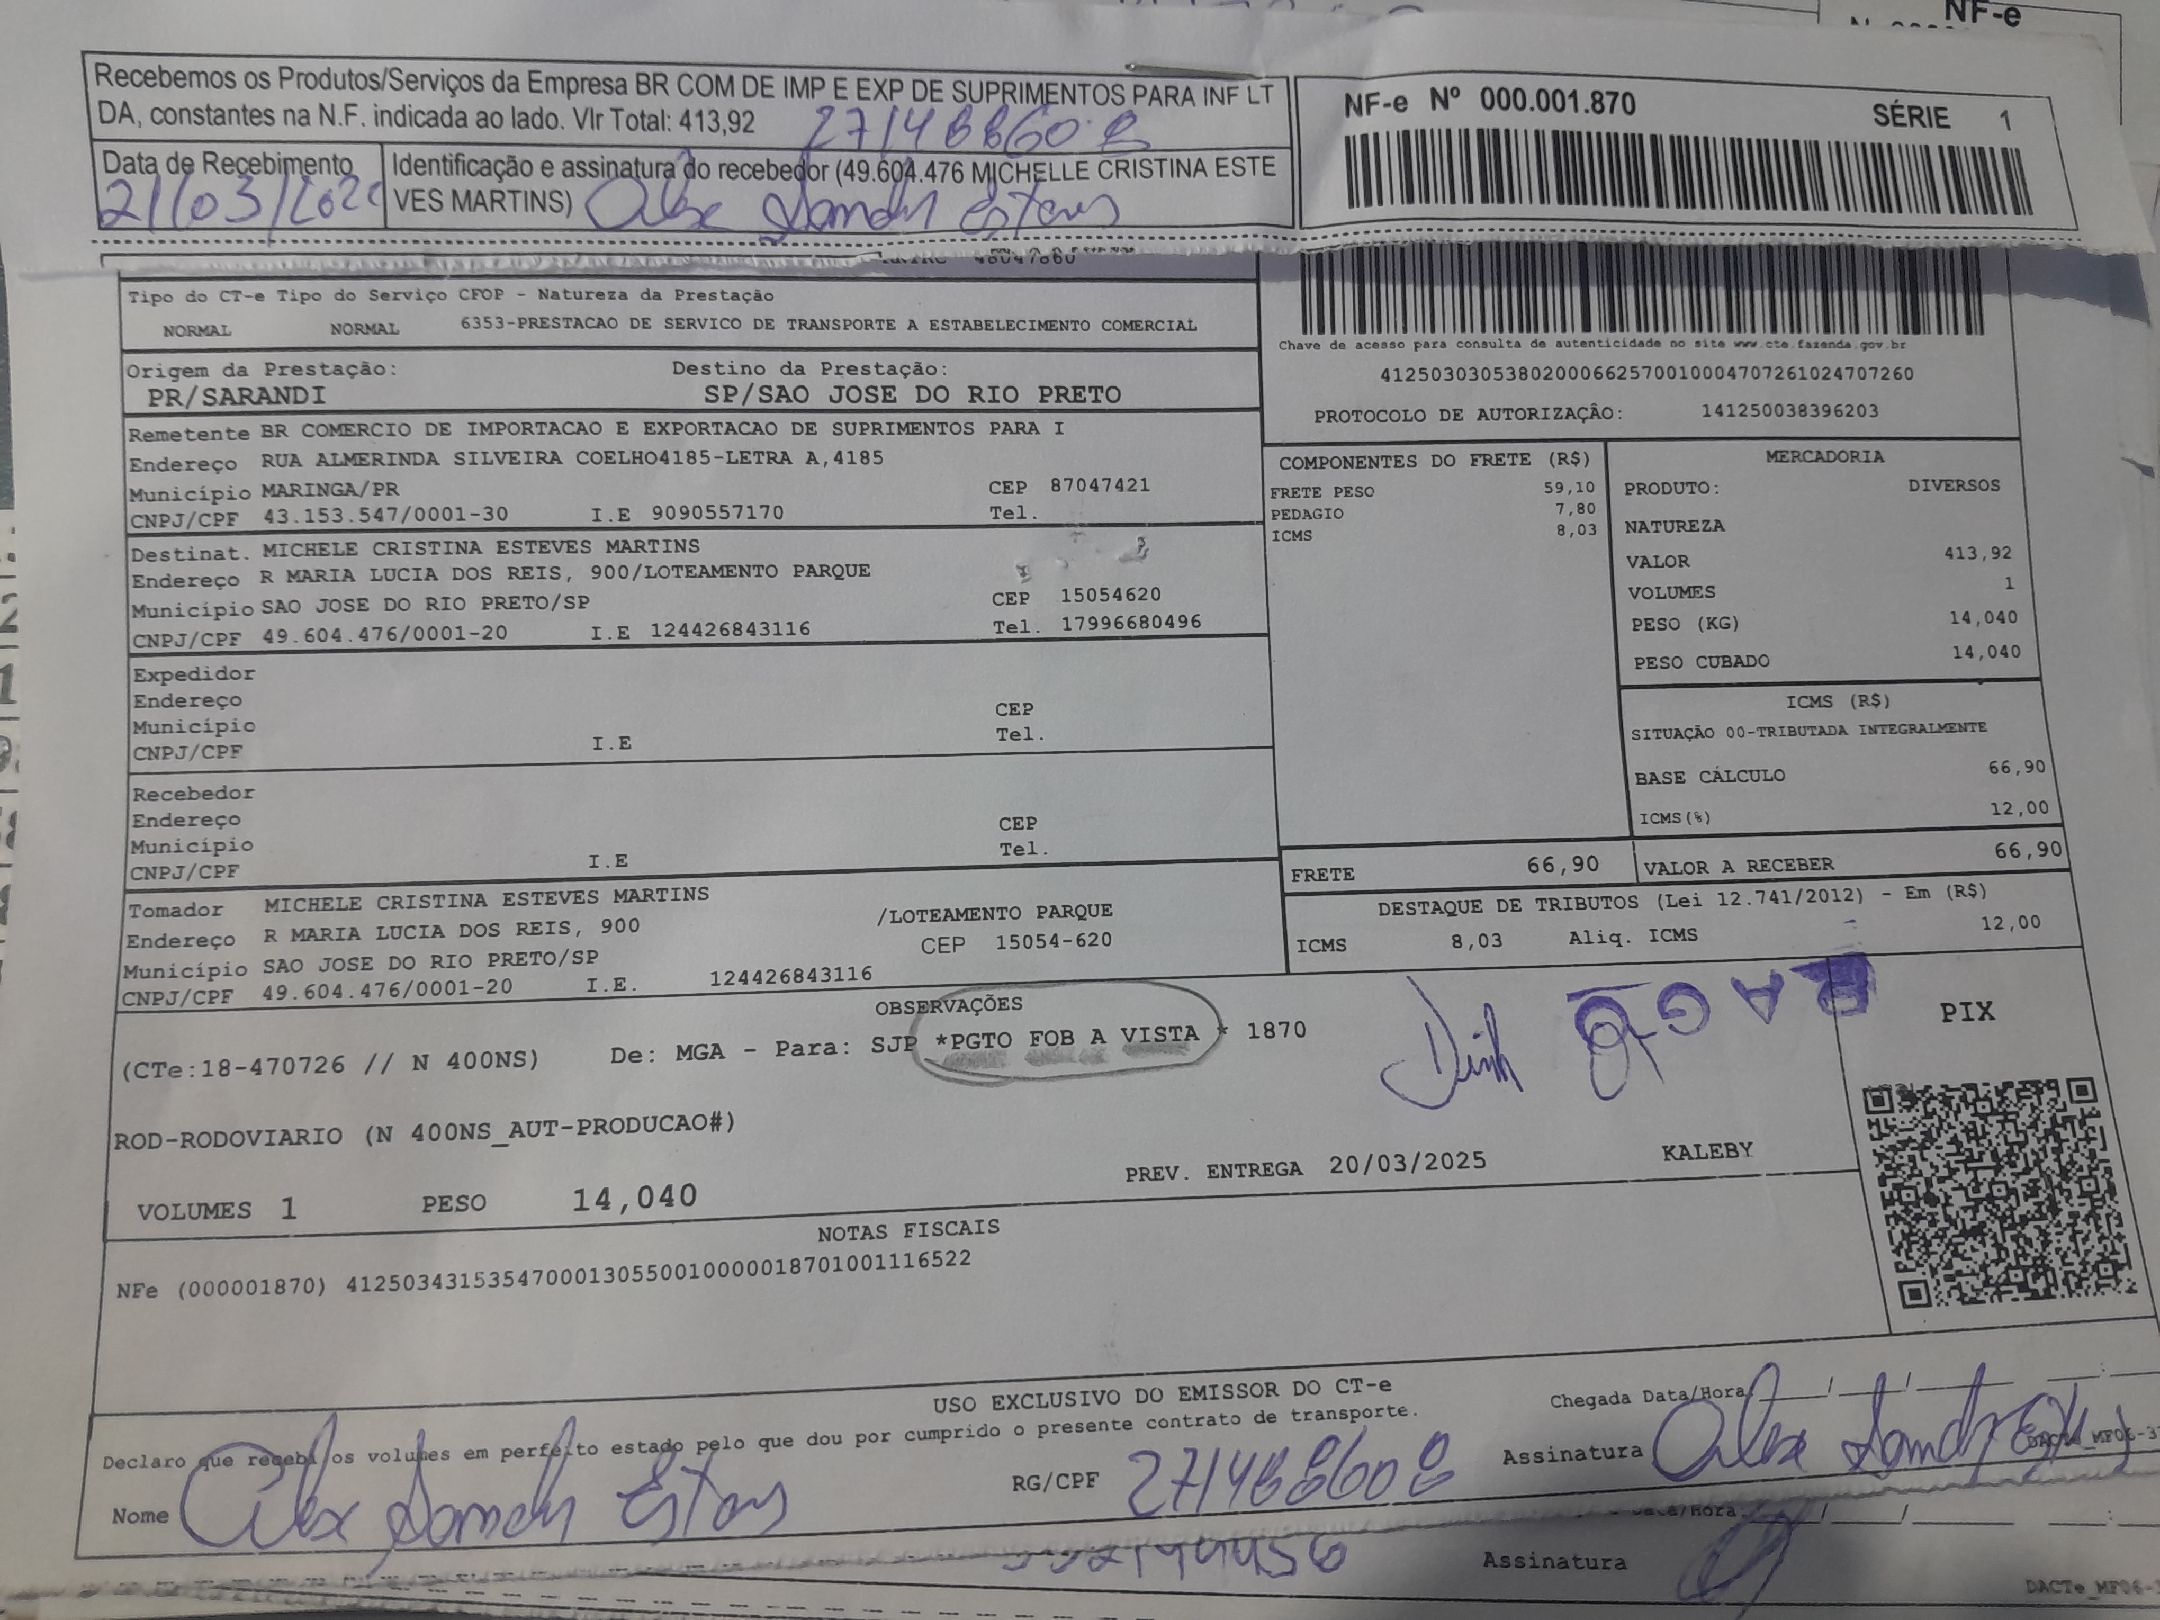 NF-e
Recebemos os Produtos/Serviços da Empresa BR COM DE IMP E EXP DE SUPRIMENTOS PARA INF LT
DA, constantes na N.F. indicada ao lado. Vlr Total: 413,92
NF-e Nº 000.001.870
SÉRIE 1
Data de Recebimento
21/03/202
Identificação e assinatura do recebedor (49.604.476 MICHELLE CRISTINA ESTE
VES MARTINS)
Tipo do CT-e Tipo do Serviço CFOP - Natureza da Prestação
NORMAL NORMAL 6353-PRESTACAO DE SERVICO DE TRANSPORTE A ESTABELECIMENTO COMERCIAL
Origem da Prestação: Destino da Prestação:
PR/SARANDI SP/SAO JOSE DO RIO PRETO
Remetente BR COMERCIO DE IMPORTACAO E EXPORTACAO DE SUPRIMENTOS PARA I
Endereço RUA ALMERINDA SILVEIRA COELHO4185-LETRA A,4185
Município MARINGA/PR CEP 87047421
CNPJ/CPF 43.153.547/0001-30 I.E 9090557170 Tel.
Destinat. MICHELE CRISTINA ESTEVES MARTINS
Endereço R MARIA LUCIA DOS REIS, 900/LOTEAMENTO PARQUE
Município SAO JOSE DO RIO PRETO/SP CEP 15054620
CNPJ/CPF 49.604.476/0001-20 I.E 124426843116 Tel. 17996680496
Expedidor
Endereço
Município CEP
CNPJ/CPF I.E Tel.
Recebedor
Endereço
Município CEP
CNPJ/CPF I.E Tel.
Tomador MICHELE CRISTINA ESTEVES MARTINS
Endereço R MARIA LUCIA DOS REIS, 900 /LOTEAMENTO PARQUE
Município SAO JOSE DO RIO PRETO/SP CEP 15054-620
CNPJ/CPF 49.604.476/0001-20 I.E. 124426843116
Chave de acesso para consulta de autenticidade no site www.cte.fazenda.gov.br
41250303053802000662570010004707261024707260
PROTOCOLO DE AUTORIZAÇÃO: 141250038396203
COMPONENTES DO FRETE (R$)
FRETE PESO 59,10
PEDAGIO 7,80
ICMS 8,03
MERCADORIA
PRODUTO: DIVERSOS
NATUREZA
VALOR 413,92
VOLUMES 1
PESO (KG) 14,040
PESO CUBADO 14,040
ICMS (R$)
SITUAÇÃO 00-TRIBUTADA INTEGRALMENTE
BASE CÁLCULO 66,90
ICMS(%) 12,00
FRETE 66,90 VALOR A RECEBER 66,90
DESTAQUE DE TRIBUTOS (Lei 12.741/2012) - Em (R$)
ICMS 8,03 Aliq. ICMS 12,00
OBSERVAÇÕES
(CTe:18-470726 // N 400NS) De: MGA - Para: SJP *PGTO FOB A VISTA * 1870
PAGO
PIX
ROD-RODOVIARIO (N 400NS_AUT-PRODUCAO#)
PREV. ENTREGA 20/03/2025 KALEBY
VOLUMES 1 PESO 14,040
NOTAS FISCAIS
NFe (000001870) 41250343153547000130550010000018701001116522
USO EXCLUSIVO DO EMISSOR DO CT-e
Declaro que recebi os volumes em perfeito estado pelo que dou por cumprido o presente contrato de transporte.
Chegada Data/Hora
Nome
RG/CPF
Assinatura
Assinatura